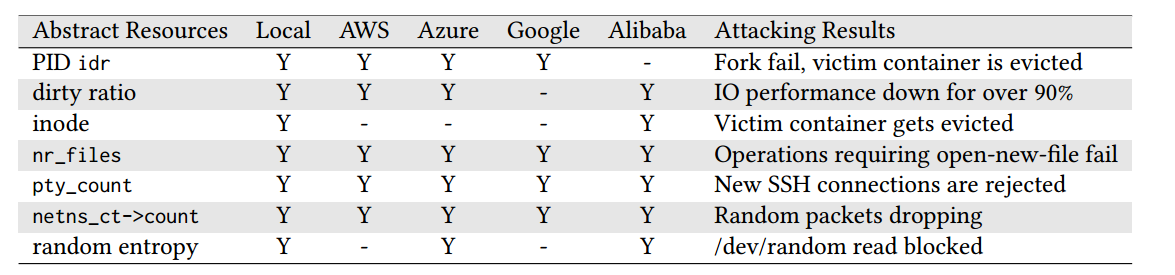 Abstract Resources Local AWS Azure Google Alibaba Attacking Results
PID idr Y Y Y Y - Fork fail, victim container is evicted
dirty ratio Y Y Y - Y IO performance down for over 90%
inode Y - - - Y Victim container gets evicted
nr_files Y Y Y Y Y Operations requiring open-new-file fail
pty_count Y Y Y Y Y New SSH connections are rejected
netns_ct->count Y Y Y Y Y Random packets dropping
random entropy Y - Y - Y /dev/random read blocked